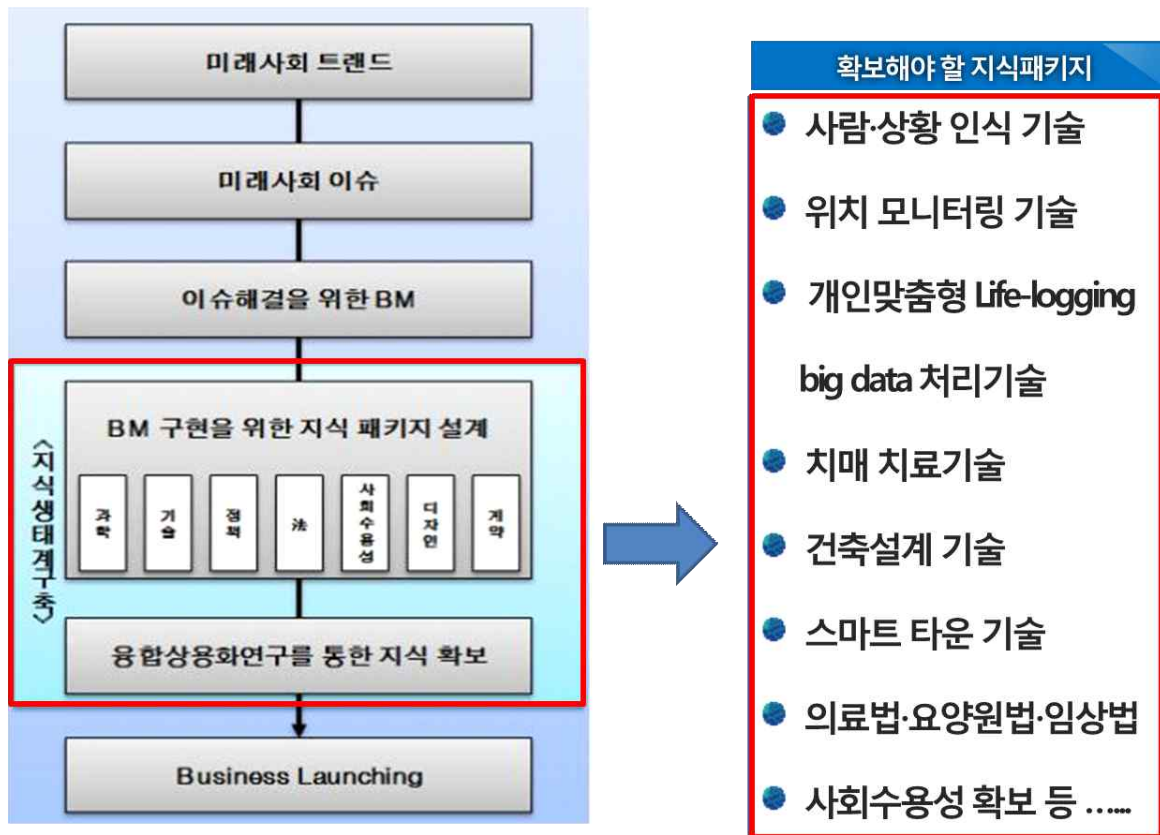 미래사회 트랜드
미래사회 이슈
이슈해결을 위한 BM
<지식생태계구축>
BM 구현을 위한 지식 패키지 설계
과학
기술
정책
法
사회수용성
디자인
계약
융합상용화연구를 통한 지식 확보
Business Launching
확보해야 할 지식패키지
사람·상황 인식 기술
위치 모니터링 기술
개인맞춤형 Life-logging
big data 처리기술
치매 치료기술
건축설계 기술
스마트 타운 기술
의료법·요양원법·임상법
사회수용성 확보 등 ......